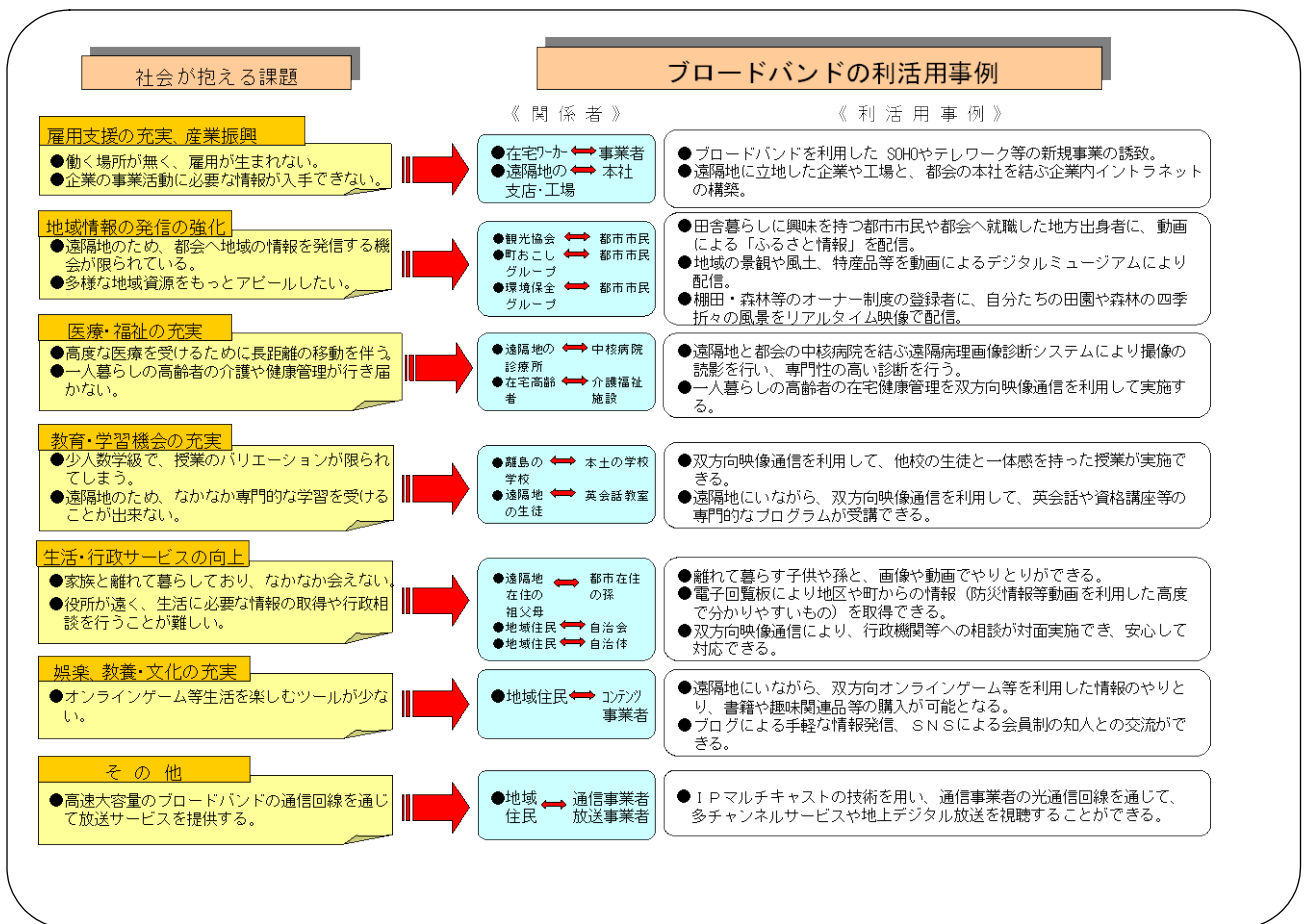 社会が抱える課題
ブロードバンドの利活用事例
《 関 係 者 》
《 利 活 用 事 例 》
雇用支援の充実、産業振興
●働く場所が無く、雇用が生まれない。
●企業の事業活動に必要な情報が入手できない。
●在宅ワーカー ⇔ 事業者
●遠隔地の ⇔ 本社
支店・工場
●ブロードバンドを利用した SOHOやテレワーク等の新規事業の誘致。
●遠隔地に立地した企業や工場と、都会の本社を結ぶ企業内イントラネット
の構築。
地域情報の発信の強化
●遠隔地のため、都会へ地域の情報を発信する機
会が限られている。
●多様な地域資源をもっとアピールしたい。
●観光協会 ⇔ 都市市民
●町おこし ⇔ 都市市民
グループ
●環境保全 ⇔ 都市市民
グループ
●田舎暮らしに興味を持つ都市市民や都会へ就職した地方出身者に、動画
による「ふるさと情報」を配信。
●地域の景観や風土、特産品等を動画によるデジタルミュージアムにより
配信。
●棚田・森林等のオーナー制度の登録者に、自分たちの田園や森林の四季
折々の風景をリアルタイム映像で配信。
医療・福祉の充実
●高度な医療を受けるために長距離の移動を伴う。
●一人暮らしの高齢者の介護や健康管理が行き届
かない。
●遠隔地の ⇔ 中核病院
診療所
●在宅高齢 ⇔ 介護福祉
者 施設
●遠隔地と都会の中核病院を結ぶ遠隔病理画像診断システムにより撮像の
読影を行い、専門性の高い診断を行う。
●一人暮らしの高齢者の在宅健康管理を双方向映像通信を利用して実施す
る。
教育・学習機会の充実
●少人数学級で、授業のバリエーションが限られ
てしまう。
●遠隔地のため、なかなか専門的な学習を受ける
ことが出来ない。
●離島の ⇔ 本土の学校
学校
●遠隔地 ⇔ 英会話教室
の生徒
●双方向映像通信を利用して、他校の生徒と一体感を持った授業が実施で
きる。
●遠隔地にいながら、双方向映像通信を利用して、英会話や資格講座等の
専門的なプログラムが受講できる。
生活・行政サービスの向上
●家族と離れて暮らしており、なかなか会えない。
●役所が遠く、生活に必要な情報の取得や行政相
談を行うことが難しい。
●遠隔地 ⇔ 都市在住
在住の の孫
祖父母
●地域住民 ⇔ 自治会
●地域住民 ⇔ 自治体
●離れて暮らす子供や孫と、画像や動画でやりとりができる。
●電子回覧板により地区や町からの情報（防災情報等動画を利用した高度
で分かりやすいもの）を取得できる。
●双方向映像通信により、行政機関等への相談が対面実施でき、安心して
対応できる。
娯楽、教養・文化の充実
●オンラインゲーム等生活を楽しむツールが少な
い。
●地域住民 ⇔ コンテンツ
事業者
●遠隔地にいながら、双方向オンラインゲーム等を利用した情報のやりと
り、書籍や趣味関連品等の購入が可能となる。
●ブログによる手軽な情報発信、ＳＮＳによる会員制の知人との交流がで
きる。
そ の 他
●高速大容量のブロードバンドの通信回線を通じ
て放送サービスを提供する。
●地域 ⇔ 通信事業者
住民 放送事業者
●ＩＰマルチキャストの技術を用い、通信事業者の光通信回線を通じて、
多チャンネルサービスや地上デジタル放送を視聴することができる。